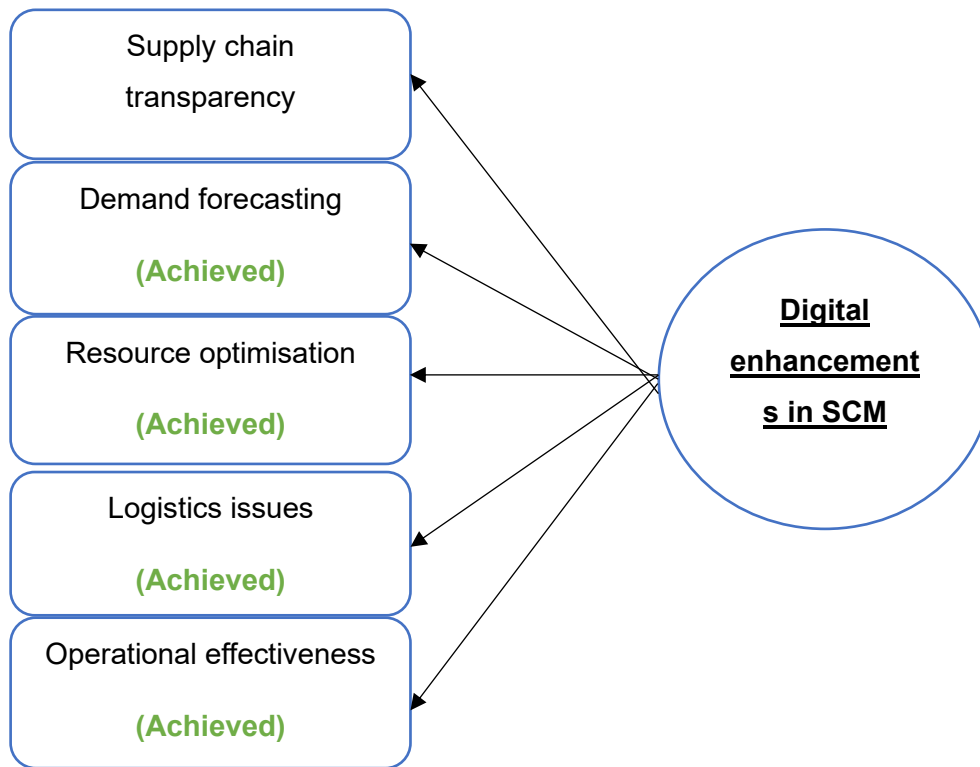 Supply chain
transparency
Demand forecasting
(Achieved)
Resource optimisation
(Achieved)
Logistics issues
(Achieved)
Operational effectiveness
(Achieved)
Digital
enhancement
s in SCM